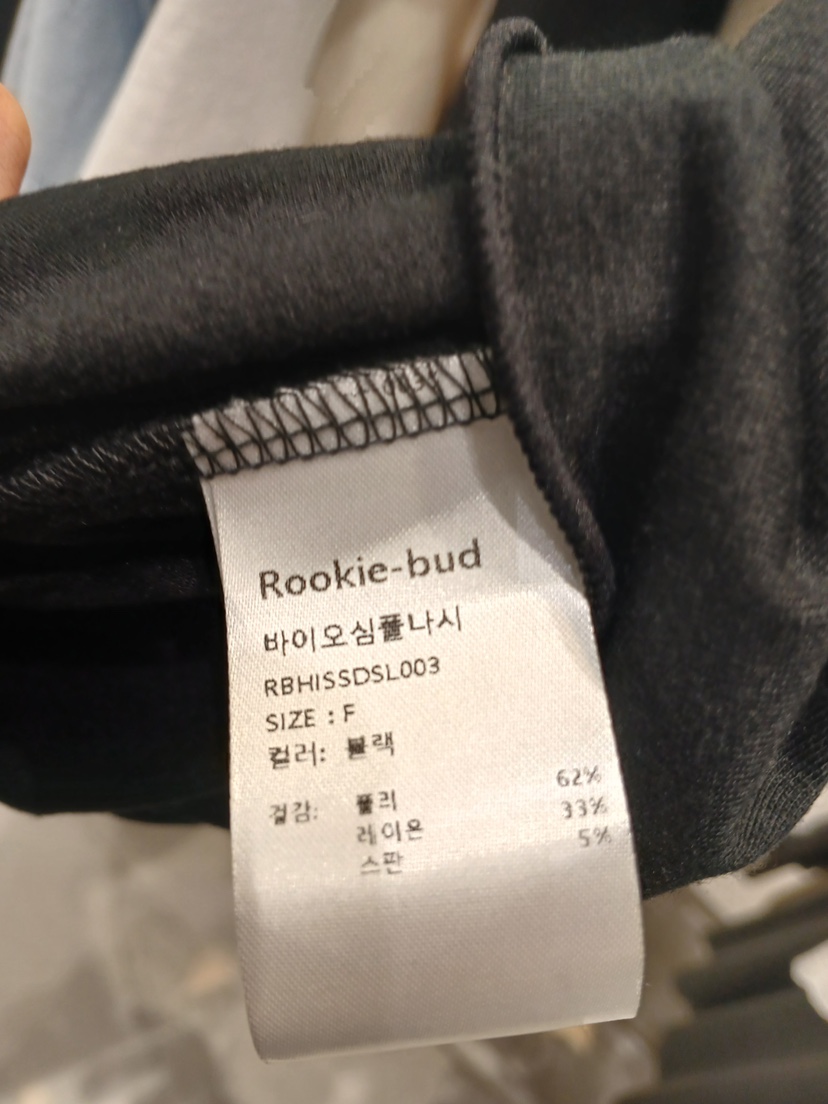 Rookie-bud
바이오심플나시
RBHISSDSL003
SIZE : F
컬러: 블랙
겉감: 폴리 62%
레이온 33%
스판 5%